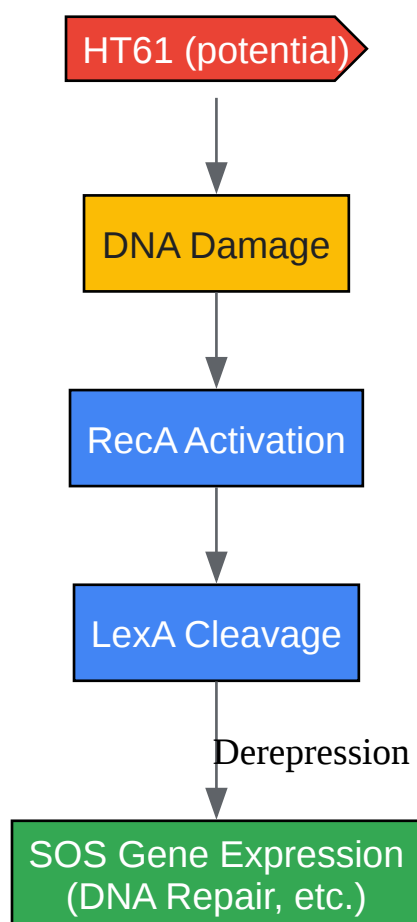 HT61 (potential)
DNA Damage
RecA Activation
LexA Cleavage
Derepression
SOS Gene Expression
(DNA Repair, etc.)